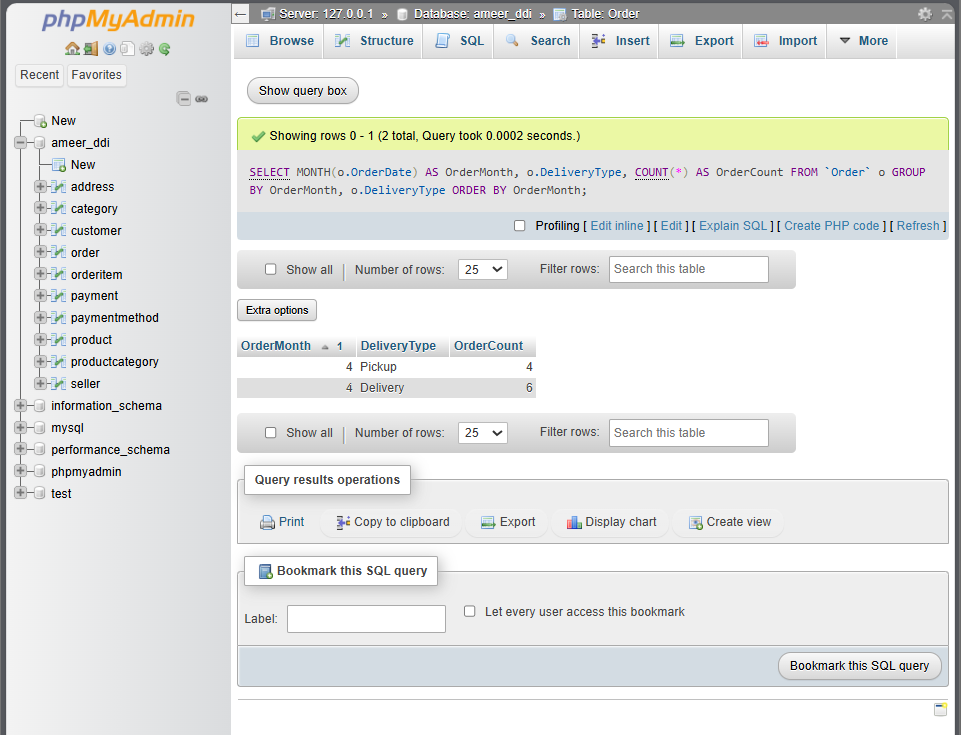 phpMyAdmin
Recent Favorites
New
ameer_ddi
New
address
category
customer
order
orderitem
payment
paymentmethod
product
productcategory
seller
information_schema
mysql
performance_schema
phpmyadmin
test
Server: 127.0.0.1 » Database: ameer_ddi » Table: Order
Browse Structure SQL Search Insert Export Import More
Show query box
Showing rows 0 - 1 (2 total, Query took 0.0002 seconds.)
SELECT MONTH(o.OrderDate) AS OrderMonth, o.DeliveryType, COUNT(*) AS OrderCount FROM `Order` o GROUP
BY OrderMonth, o.DeliveryType ORDER BY OrderMonth;
Profiling [ Edit inline ] [ Edit ] [ Explain SQL ] [ Create PHP code ] [ Refresh ]
Show all | Number of rows: 25 Filter rows: Search this table
Extra options
OrderMonth 1 DeliveryType OrderCount
4 Pickup 4
4 Delivery 6
Show all | Number of rows: 25 Filter rows: Search this table
Query results operations
Print Copy to clipboard Export Display chart Create view
Bookmark this SQL query
Label: Let every user access this bookmark
Bookmark this SQL query